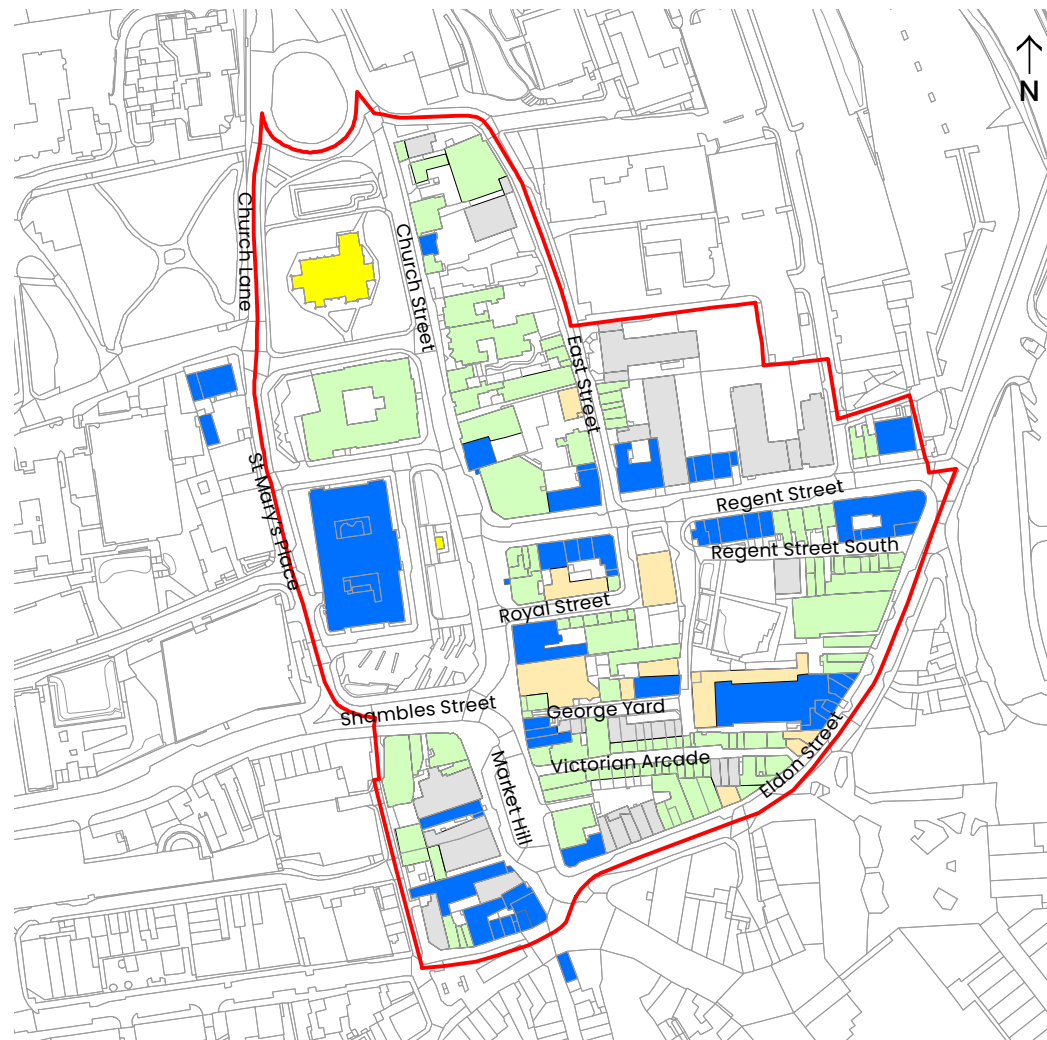 N
Church Lane
Church Street
East Street
St Mary's Place
Regent Street
Regent Street South
Royal Street
George Yard
Shambles Street
Market Hill
Victorian Arcade
Eldon Street